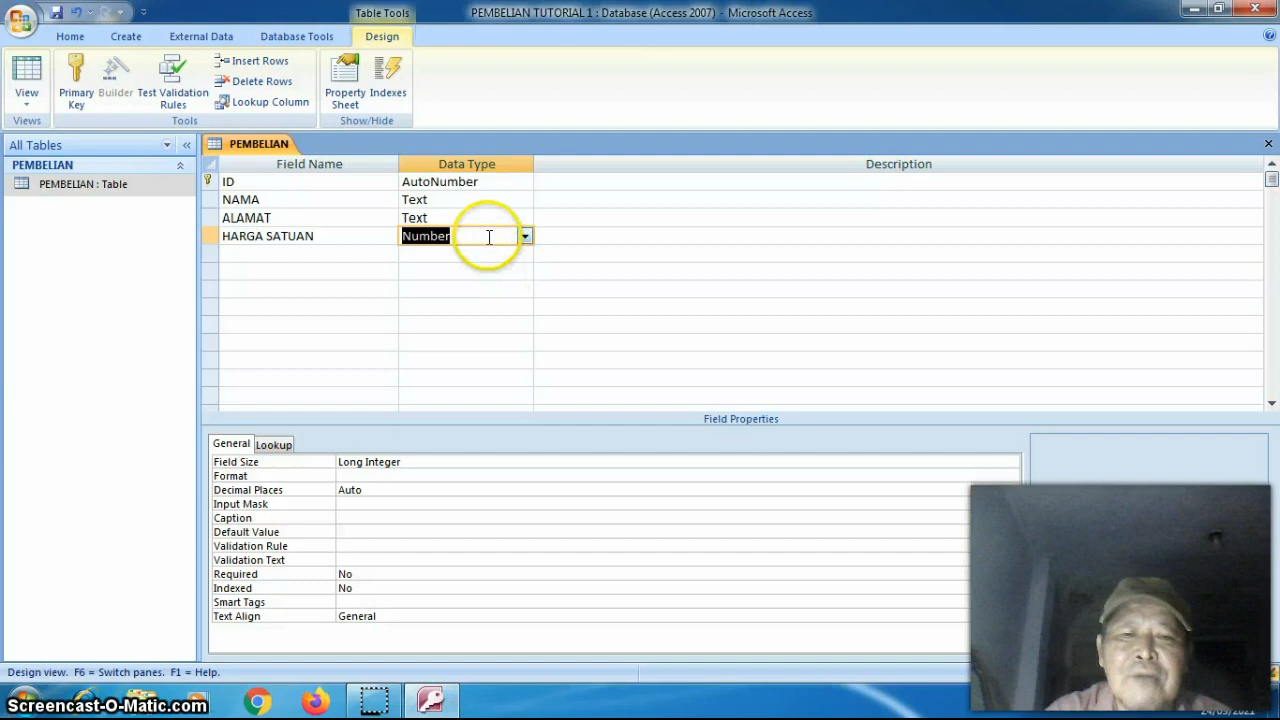 Table Tools
PEMBELIAN TUTORIAL 1 : Database (Access 2007) - Microsoft Access
Home
Create
External Data
Database Tools
Design
View
Primary Key
Builder
Test Validation Rules
Insert Rows
Delete Rows
Lookup Column
Property Sheet
Indexes
Views
Tools
Show/Hide
All Tables
PEMBELIAN
PEMBELIAN : Table
PEMBELIAN
Field Name Data Type Description
ID AutoNumber
NAMA Text
ALAMAT Text
HARGA SATUAN Number
Field Properties
General Lookup
Field Size Long Integer
Format
Decimal Places Auto
Input Mask
Caption
Default Value
Validation Rule
Validation Text
Required No
Indexed No
Smart Tags
Text Align General
Design view. F6 = Switch panes. F1 = Help.
Screencast-O-Matic.com